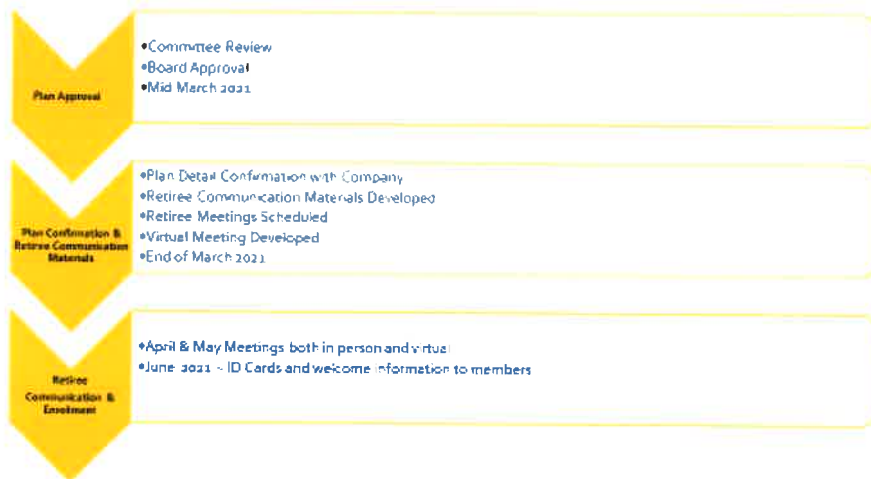 Plan Approval
•Committee Review
•Board Approval
•Mid March 2021
Plan Confirmation &
Retiree Communication
Materials
•Plan Detail Confirmation with Company
•Retiree Communication Materials Developed
•Retiree Meetings Scheduled
•Virtual Meeting Developed
•End of March 2021
Retiree
Communication &
Enrolment
•April & May Meetings both in person and virtual
•June 2021 ~ ID Cards and welcome information to members